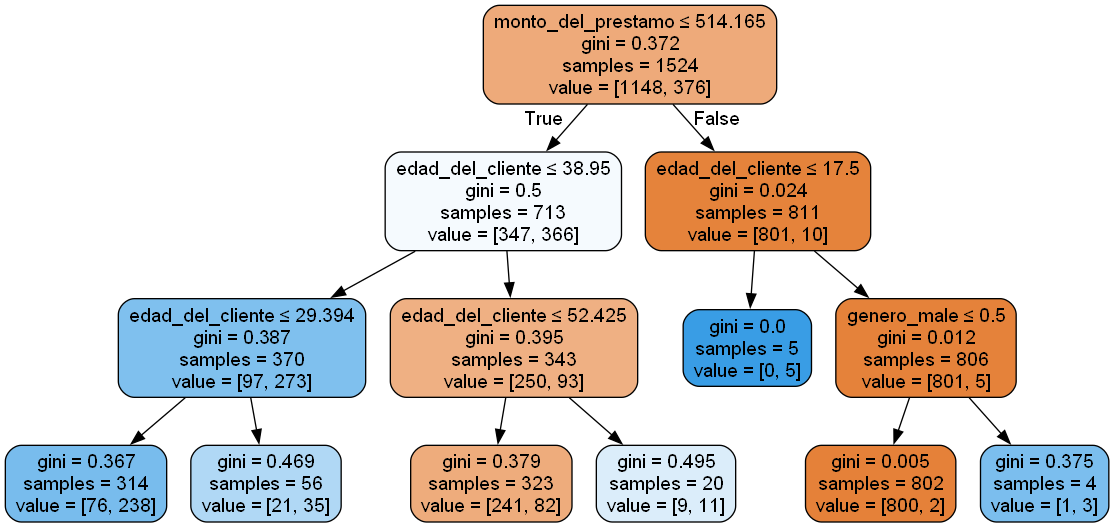 monto_del_prestamo ≤ 514.165
gini = 0.372
samples = 1524
value = [1148, 376]
True
False
edad_del_cliente ≤ 38.95
gini = 0.5
samples = 713
value = [347, 366]
edad_del_cliente ≤ 17.5
gini = 0.024
samples = 811
value = [801, 10]
edad_del_cliente ≤ 29.394
gini = 0.387
samples = 370
value = [97, 273]
edad_del_cliente ≤ 52.425
gini = 0.395
samples = 343
value = [250, 93]
gini = 0.0
samples = 5
value = [0, 5]
genero_male ≤ 0.5
gini = 0.012
samples = 806
value = [801, 5]
gini = 0.367
samples = 314
value = [76, 238]
gini = 0.469
samples = 56
value = [21, 35]
gini = 0.379
samples = 323
value = [241, 82]
gini = 0.495
samples = 20
value = [9, 11]
gini = 0.005
samples = 802
value = [800, 2]
gini = 0.375
samples = 4
value = [1, 3]